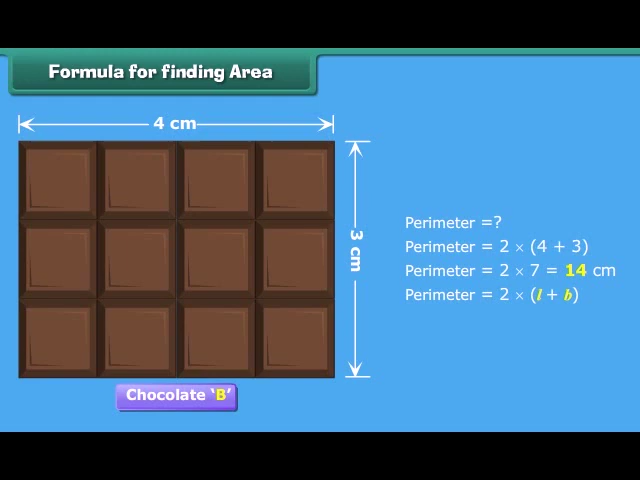 Formula for finding Area
4 cm
3 cm
Perimeter =?
Perimeter = 2 × (4 + 3)
Perimeter = 2 × 7 = 14 cm
Perimeter = 2 × (l + b)
Chocolate ‘B’